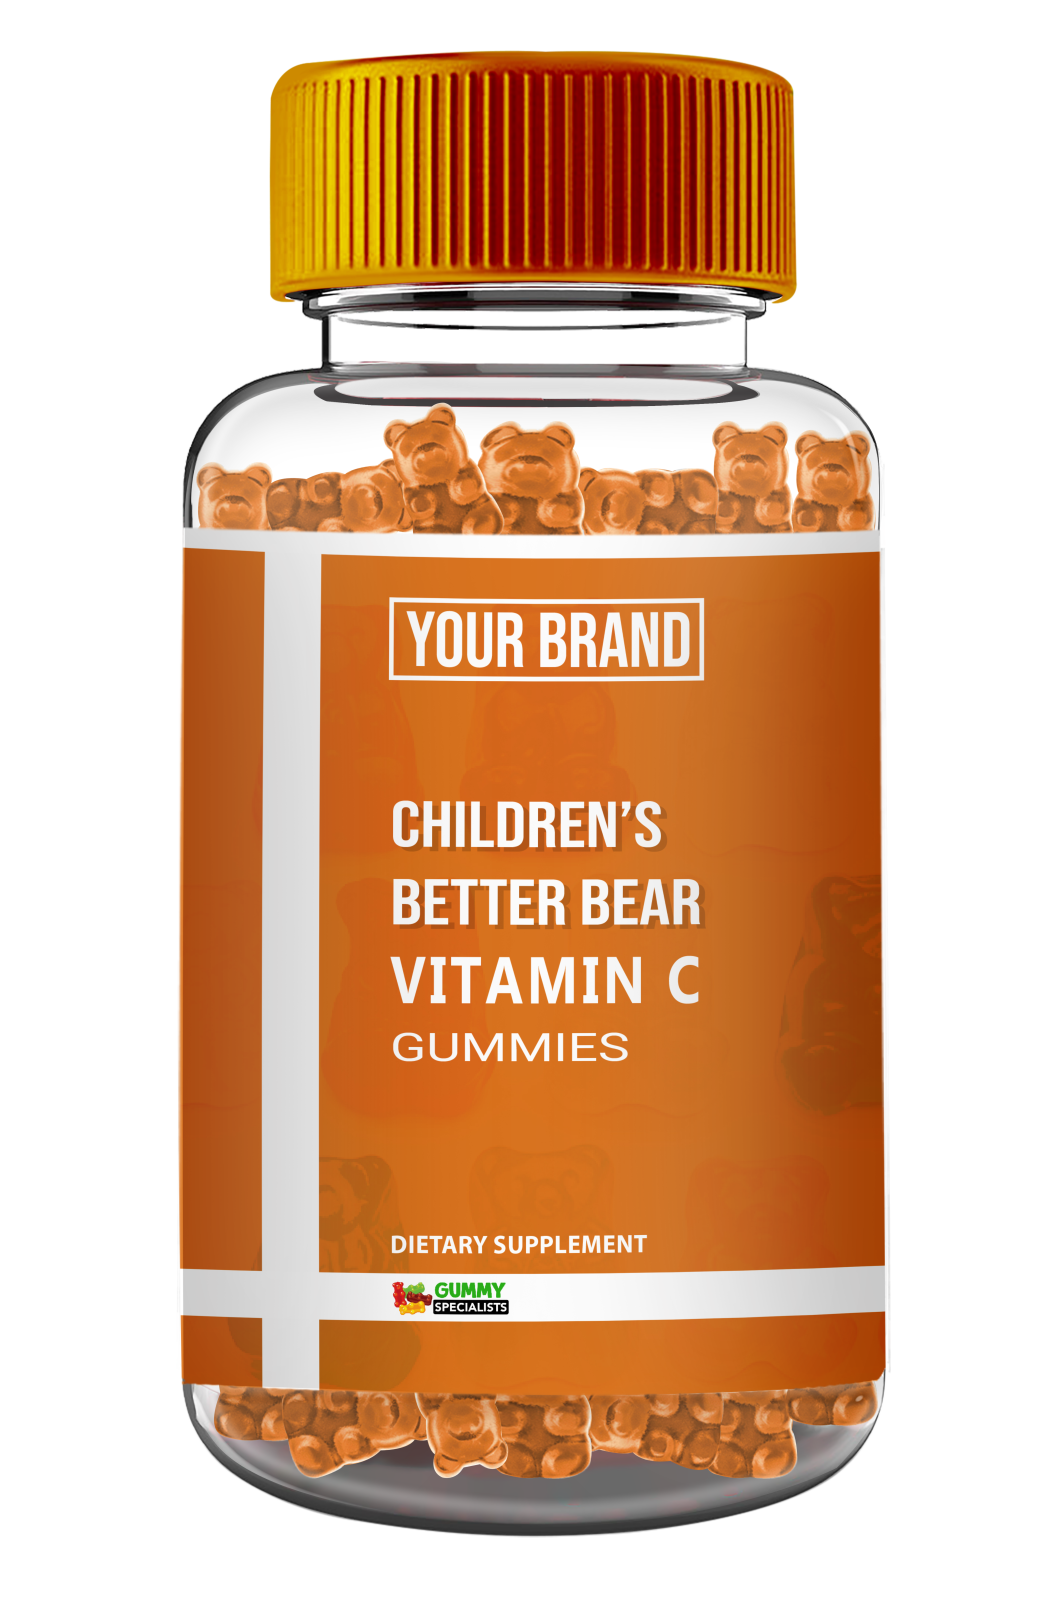 YOUR BRAND
CHILDREN’S
BETTER BEAR
VITAMIN C
GUMMIES
DIETARY SUPPLEMENT
GUMMY
SPECIALISTS